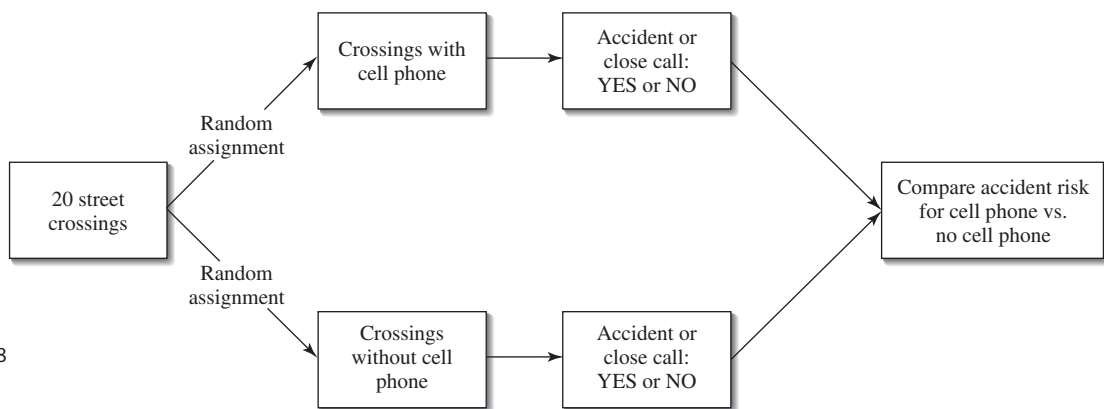 20 street
crossings
Random
assignment
Random
assignment
Crossings with
cell phone
Crossings
without cell
phone
Accident or
close call:
YES or NO
Accident or
close call:
YES or NO
Compare accident risk
for cell phone vs.
no cell phone
8